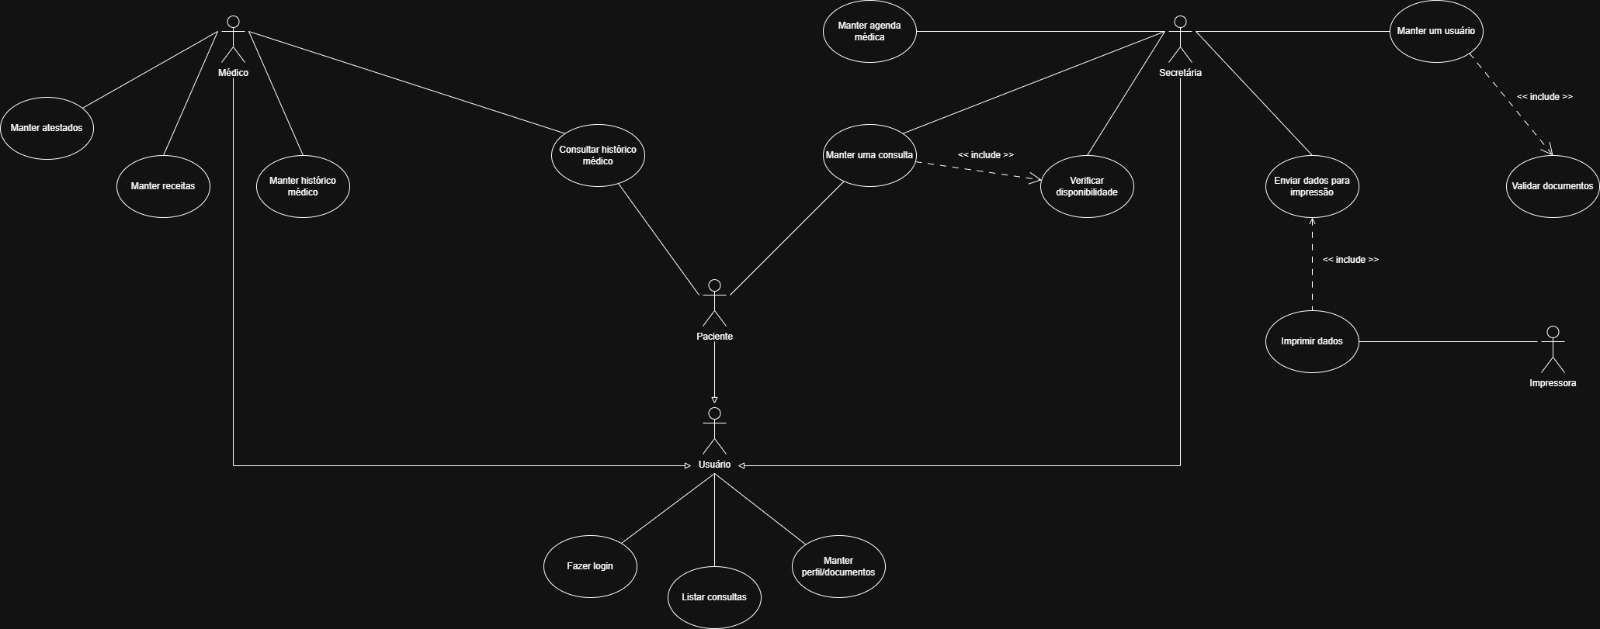 Manter agenda
médica
Manter um usuário
Médico
Secretária
<< include >>
Manter atestados
Consultar histórico
médico
Manter uma consulta
<< include >>
Manter receitas
Manter histórico
médico
Verificar
disponibilidade
Enviar dados para
impressão
Validar documentos
<< include >>
Paciente
Imprimir dados
Impressora
Usuário
Fazer login
Manter
perfil/documentos
Listar consultas